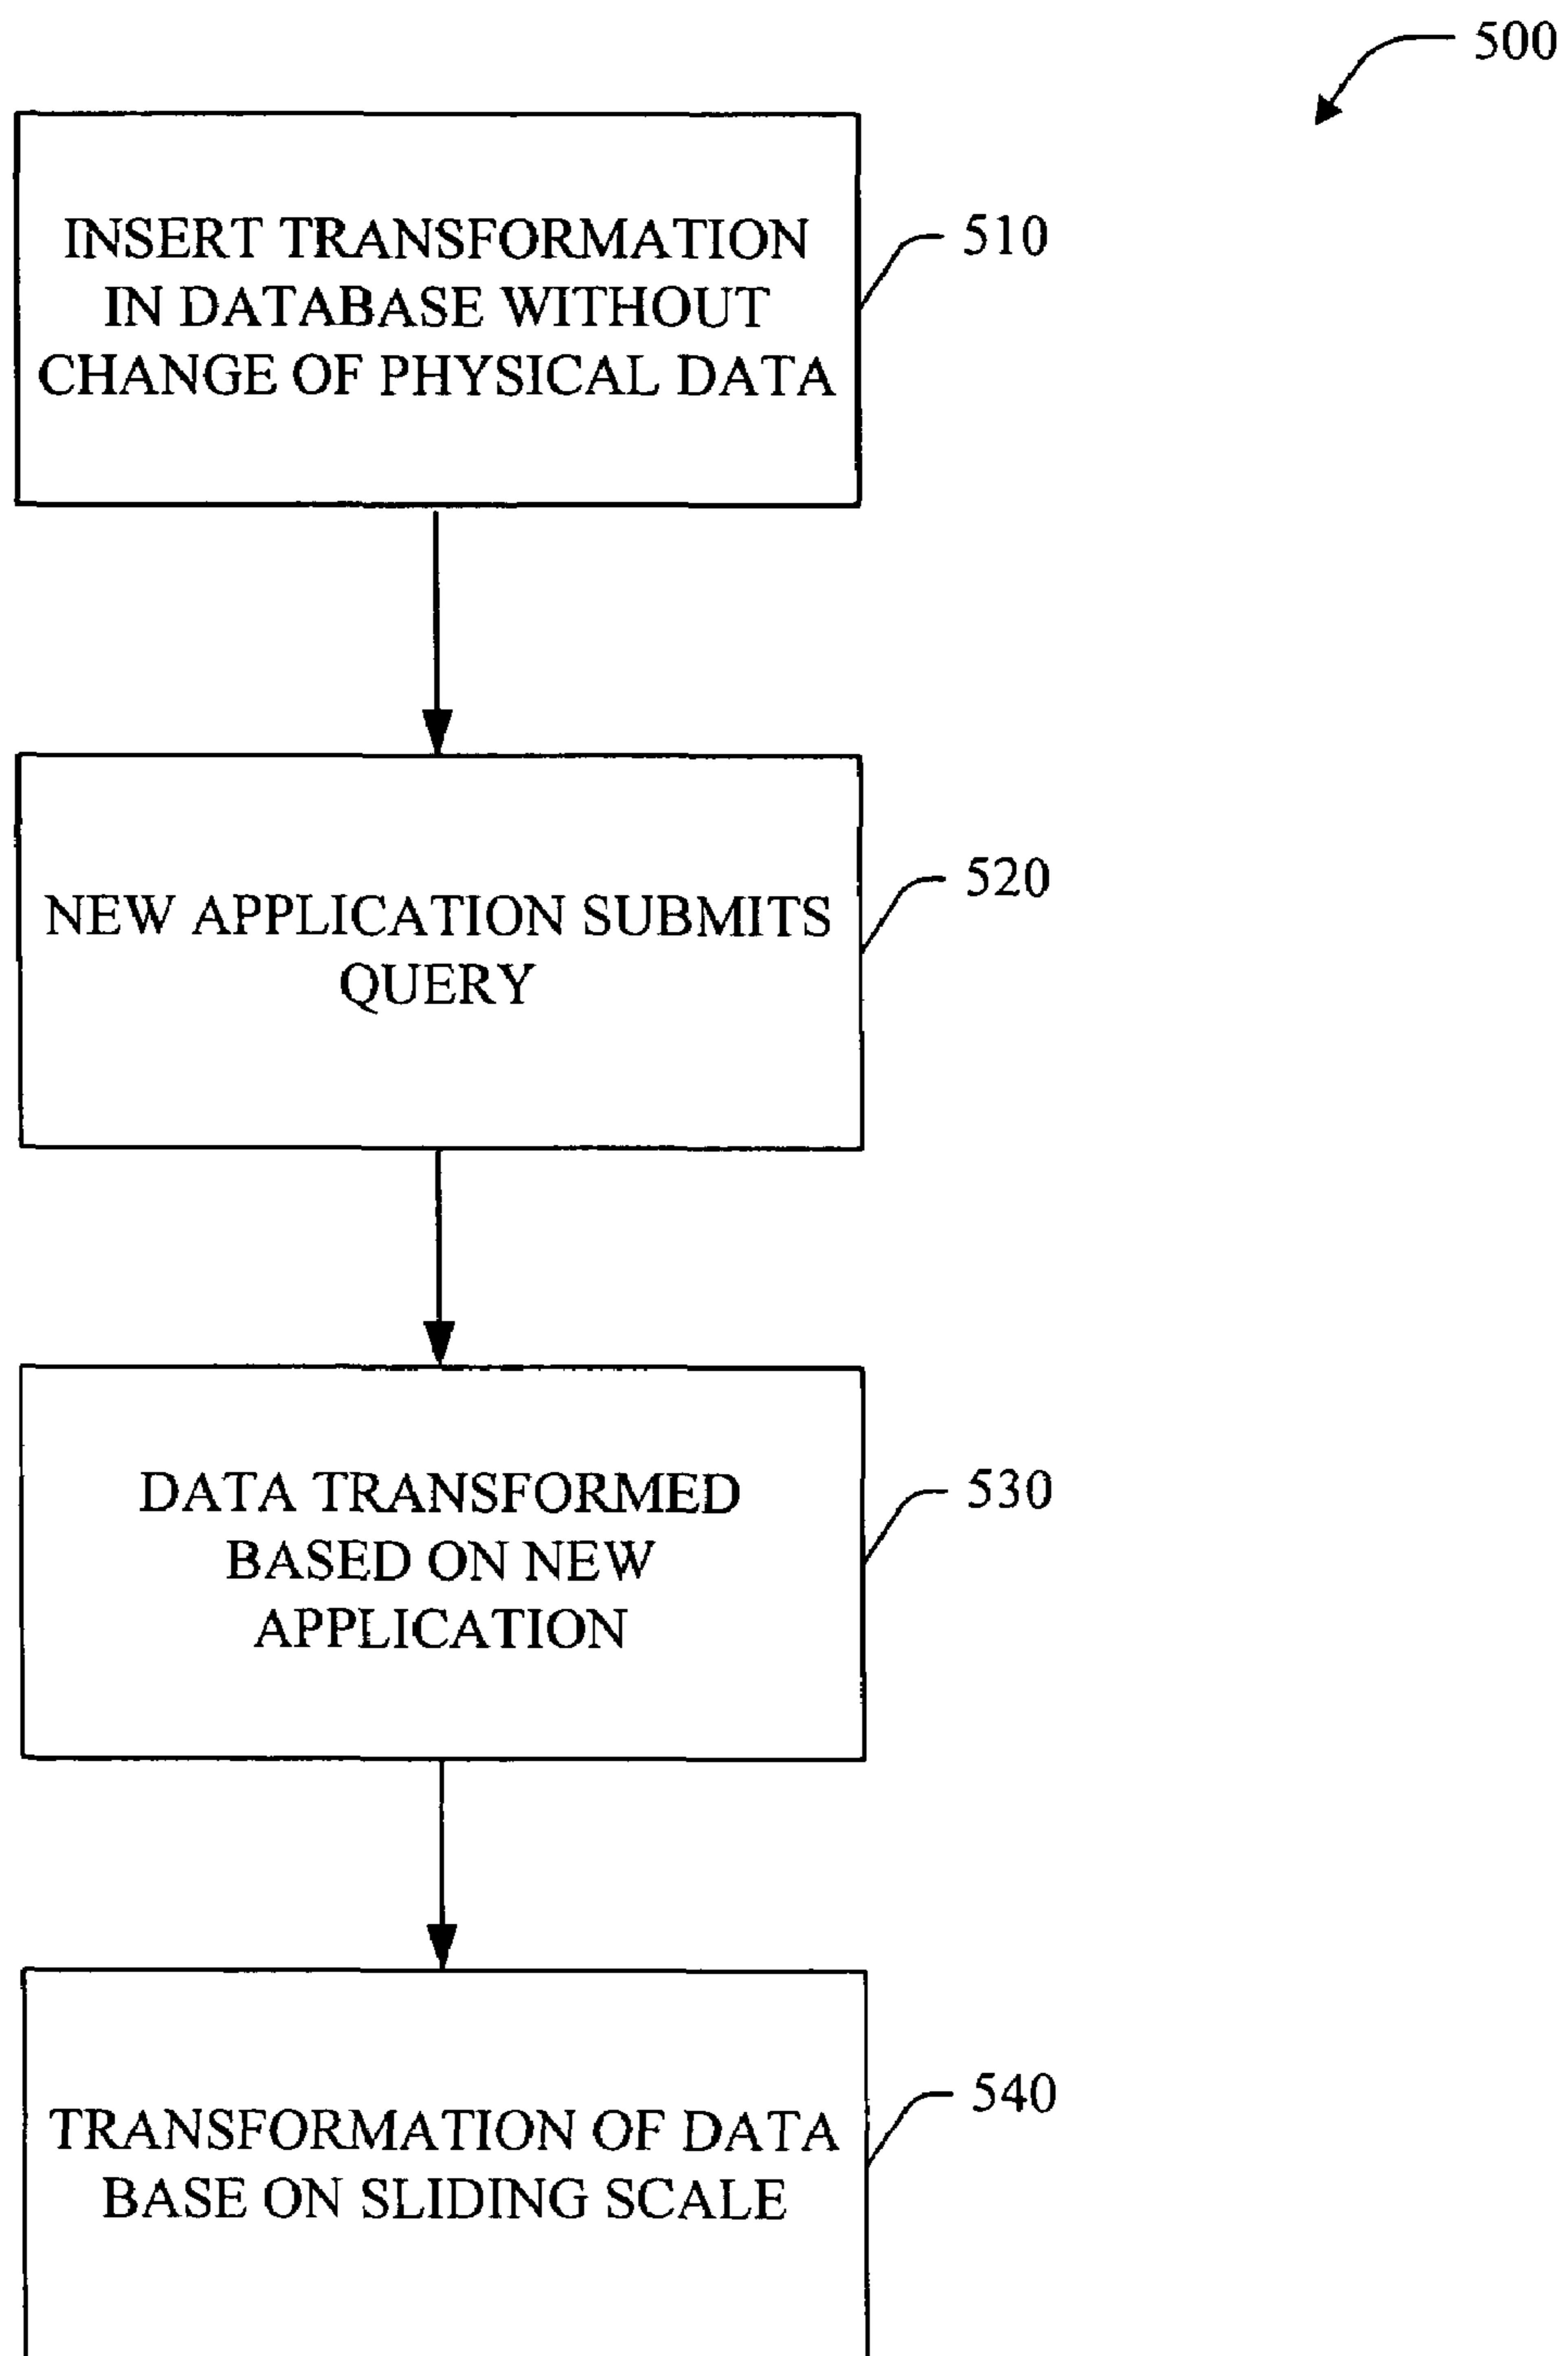 500
INSERT TRANSFORMATION
IN DATABASE WITHOUT
CHANGE OF PHYSICAL DATA
510
NEW APPLICATION SUBMITS
QUERY
520
DATA TRANSFORMED
BASED ON NEW
APPLICATION
530
TRANSFORMATION OF DATA
BASE ON SLIDING SCALE
540